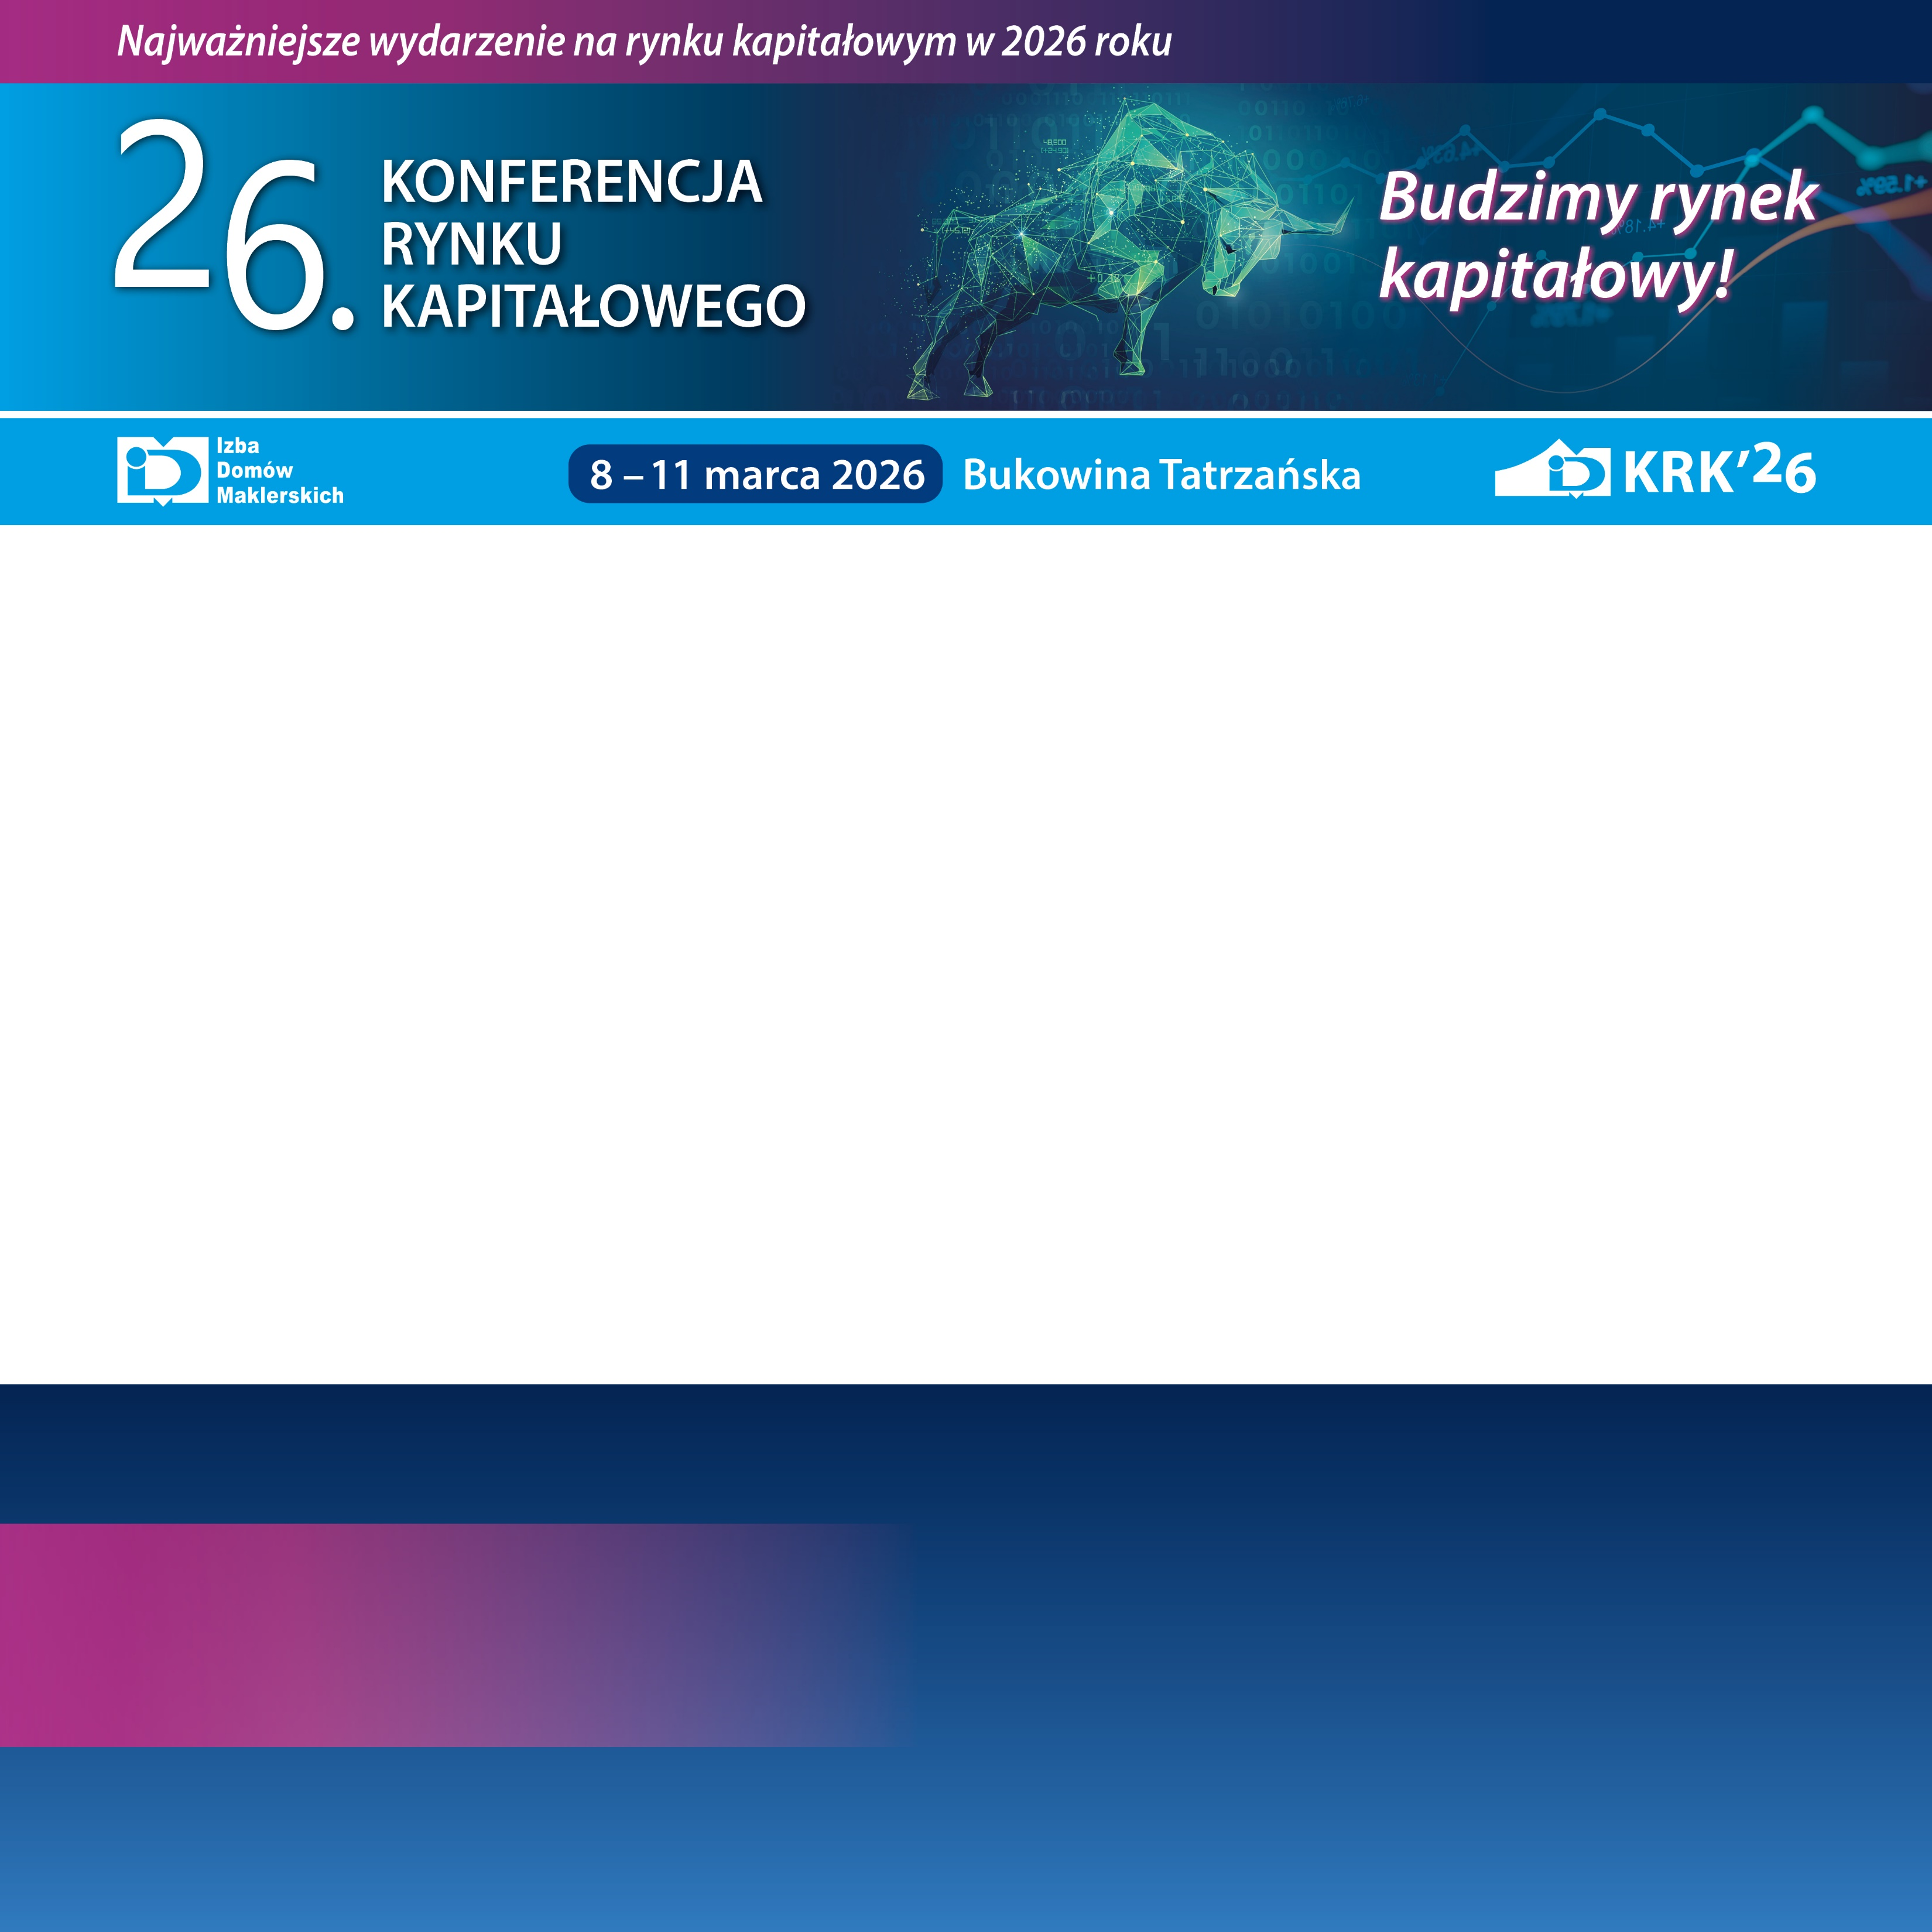 Najważniejsze wydarzenie na rynku kapitałowym w 2026 roku
26. KONFERENCJA
RYNKU
KAPITAŁOWEGO
Budzimy rynek
kapitałowy!
Izba
Domów
Maklerskich
8 – 11 marca 2026 Bukowina Tatrzańska
KRK’26